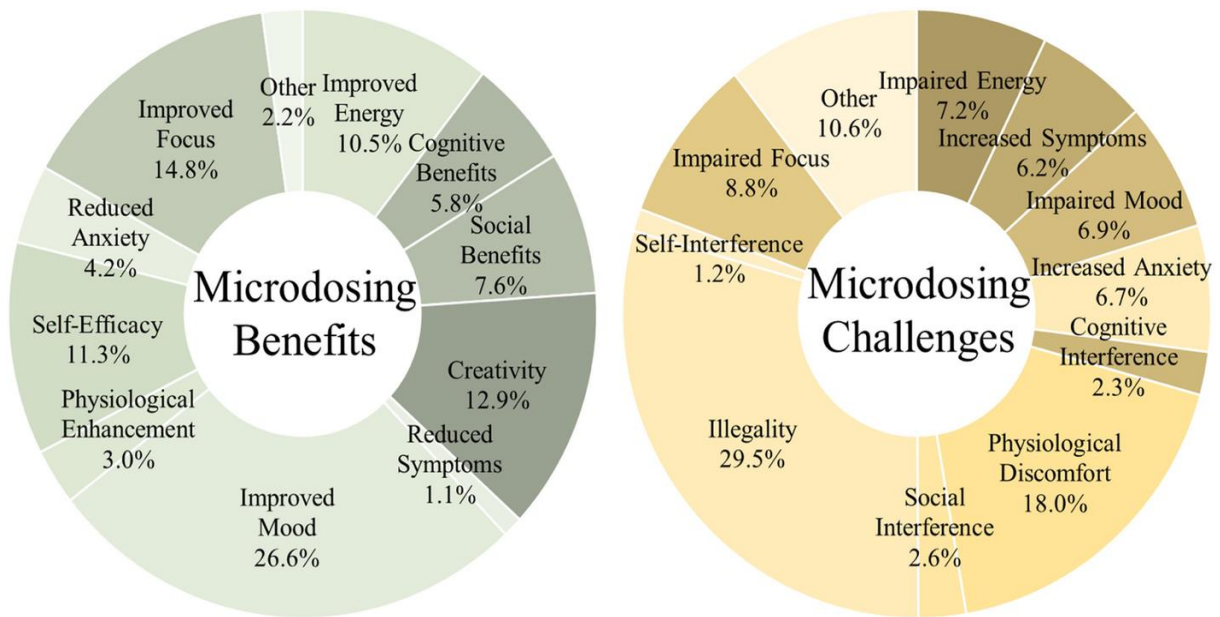 Microdosing
Benefits
Improved
Energy
10.5%
Cognitive
Benefits
5.8%
Social
Benefits
7.6%
Creativity
12.9%
Reduced
Symptoms
1.1%
Improved
Mood
26.6%
Physiological
Enhancement
3.0%
Self-Efficacy
11.3%
Reduced
Anxiety
4.2%
Improved
Focus
14.8%
Other
2.2%
Microdosing
Challenges
Impaired Energy
7.2%
Increased Symptoms
6.2%
Impaired Mood
6.9%
Increased Anxiety
6.7%
Cognitive
Interference
2.3%
Physiological
Discomfort
18.0%
Social
Interference
2.6%
Illegality
29.5%
Self-Interference
1.2%
Impaired Focus
8.8%
Other
10.6%